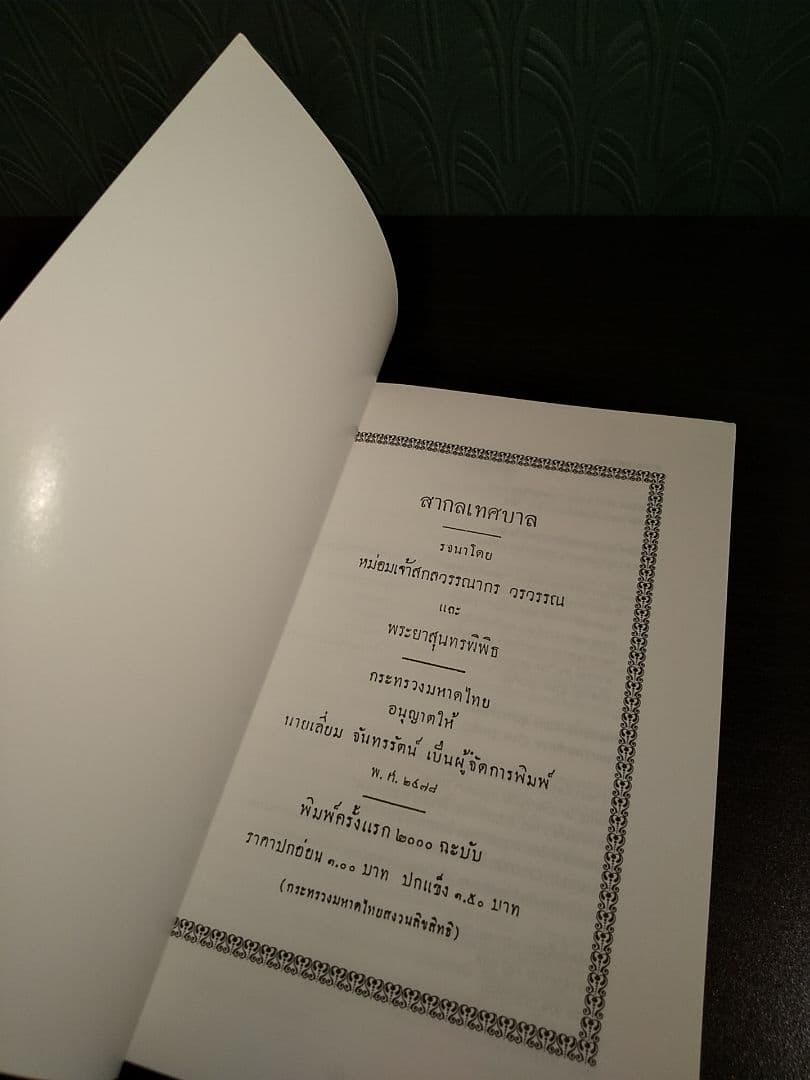 สากลเทศบาล
รจนาโดย
หม่อมเจ้าสกลวรรณากร วรวรรณ
และ
พระยาสุนทรพิพิธ
กระทรวงมหาดไทย
อนุญาตให้
นายเลี่ยม จันทรรัตน์ เป็นผู้จัดการพิมพ์
พ. ศ. ๒๔๗๘
พิมพ์ครั้งแรก ๒๐๐๐ ฉะบับ
ราคาปกอ่อน ๑.๐๐ บาท ปกแข็ง ๑.๕๐ บาท
(กระทรวงมหาดไทยสงวนลิขสิทธิ)